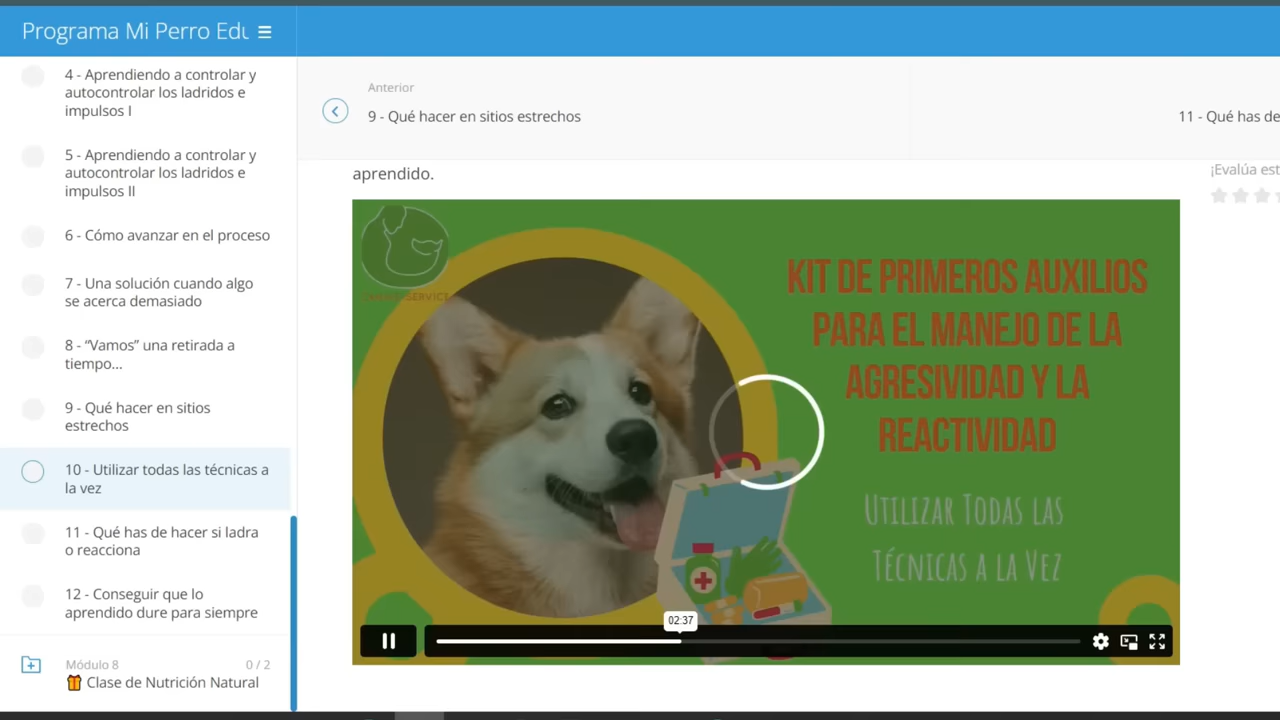 Programa Mi Perro Edu
4 - Aprendiendo a controlar y
autocontrolar los ladridos e
impulsos I
5 - Aprendiendo a controlar y
autocontrolar los ladridos e
impulsos II
6 - Cómo avanzar en el proceso
7 - Una solución cuando algo
se acerca demasiado
8 - “Vamos” una retirada a
tiempo...
9 - Qué hacer en sitios
estrechos
10 - Utilizar todas las técnicas a
la vez
11 - Qué has de hacer si ladra
o reacciona
12 - Conseguir que lo
aprendido dure para siempre
Módulo 8 0 / 2
Clase de Nutrición Natural
Anterior
9 - Qué hacer en sitios estrechos
11 - Qué has de
aprendido.
¡Evalúa est
KIT DE PRIMEROS AUXILIOS
PARA EL MANEJO DE LA
AGRESIVIDAD Y LA
REACTIVIDAD
UTILIZAR TODAS LAS
TÉCNICAS A LA VEZ
02:37